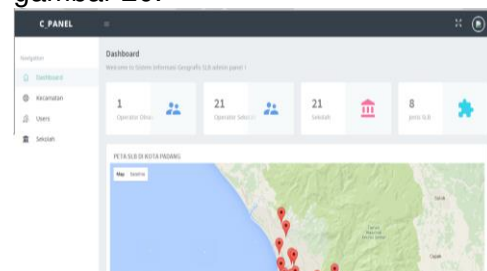 gambar 20.
C_PANEL
Navigation
Dashboard
Kecamatan
Users
Sekolah
Dashboard
Welcome to Sistem Informasi Geografis SLB admin panel !
1
Operator Dinas
21
Operator Sekolah
21
Sekolah
8
Jenis SLB
PETA SLB DI KOTA PADANG
Map Satellite